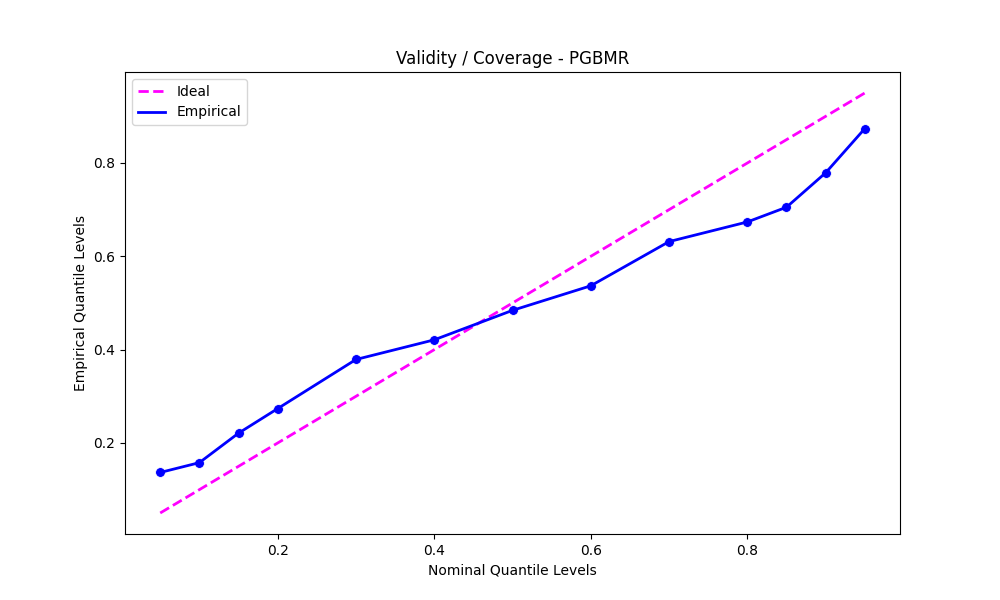 Validity / Coverage - PGBMR
Ideal
Empirical
0.8
0.6
0.4
0.2
Empirical Quantile Levels
0.2 0.4 0.6 0.8
Nominal Quantile Levels